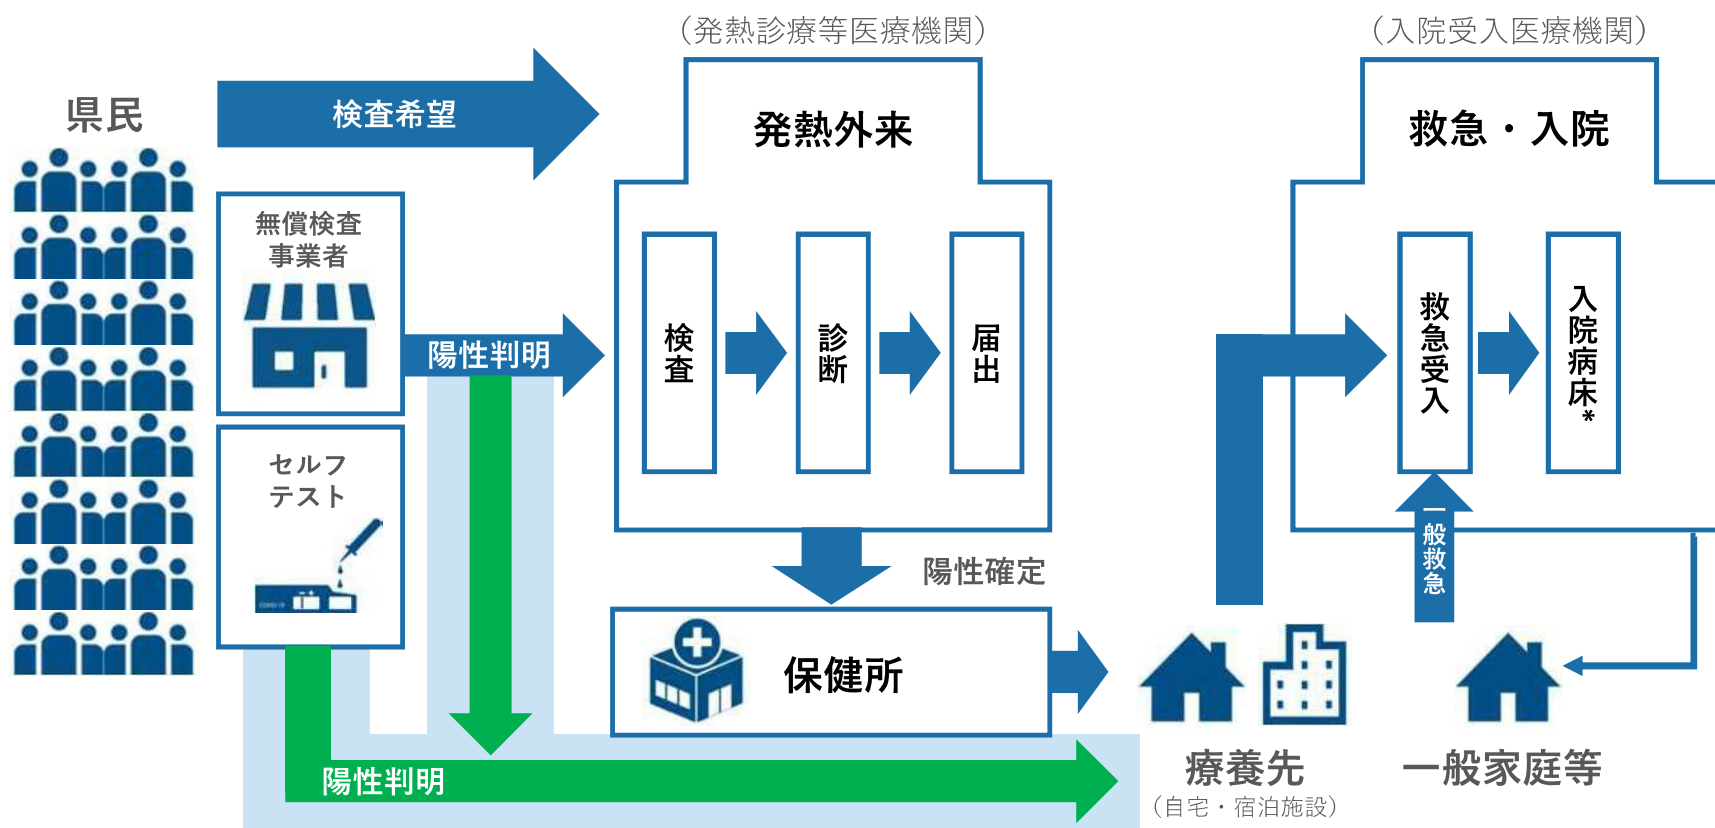 県民
検査希望
無償検査
事業者
陽性判明
セルフ
テスト
陽性判明
（発熱診療等医療機関）
発熱外来
検査
診断
届出
陽性確定
保健所
療養先
（自宅・宿泊施設）
（入院受入医療機関）
救急・入院
救急受入
入院病床*
一般救急
一般家庭等